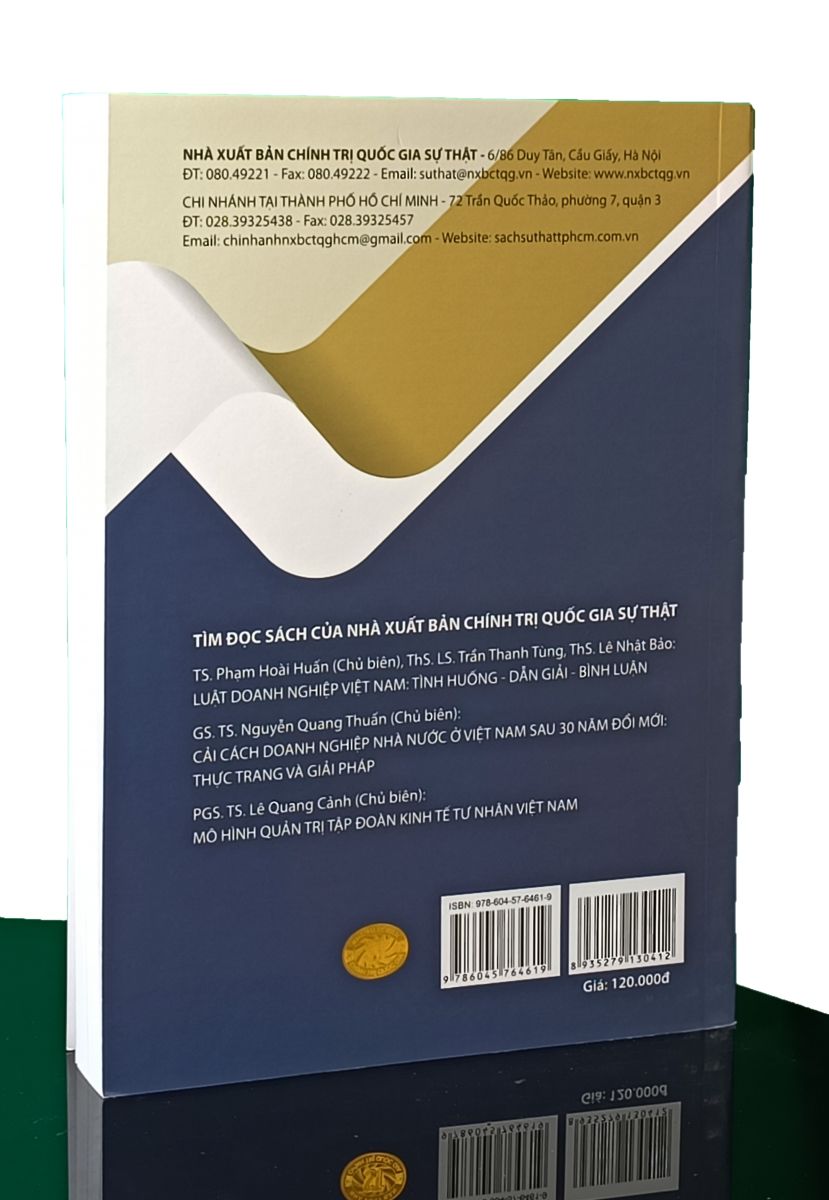 NHÀ XUẤT BẢN CHÍNH TRỊ QUỐC GIA SỰ THẬT - 6/86 Duy Tân, Cầu Giấy, Hà Nội
ĐT: 080.49221 - Fax: 080.49222 - Email: suthat@nxbctqg.vn - Website: www.nxbctqg.vn
CHI NHÁNH TẠI THÀNH PHỐ HỒ CHÍ MINH - 72 Trần Quốc Thảo, phường 7, quận 3
ĐT: 028.39325438 - Fax: 028.39325457
Email: chinhanhnxbctqghcm@gmail.com - Website: sachsuthattphcm.com.vn
TÌM ĐỌC SÁCH CỦA NHÀ XUẤT BẢN CHÍNH TRỊ QUỐC GIA SỰ THẬT
TS. Phạm Hoài Huấn (Chủ biên), ThS. LS. Trần Thanh Tùng, ThS. Lê Nhật Bảo:
LUẬT DOANH NGHIỆP VIỆT NAM: TÌNH HUỐNG - DẪN GIẢI - BÌNH LUẬN
GS. TS. Nguyễn Quang Thuấn (Chủ biên):
CẢI CÁCH DOANH NGHIỆP NHÀ NƯỚC Ở VIỆT NAM SAU 30 NĂM ĐỔI MỚI:
THỰC TRẠNG VÀ GIẢI PHÁP
PGS. TS. Lê Quang Cảnh (Chủ biên):
MÔ HÌNH QUẢN TRỊ TẬP ĐOÀN KINH TẾ TƯ NHÂN VIỆT NAM
ISBN: 978-604-57-6461-9
9 786045 764619
8 935279 130412
Giá: 120.000đ